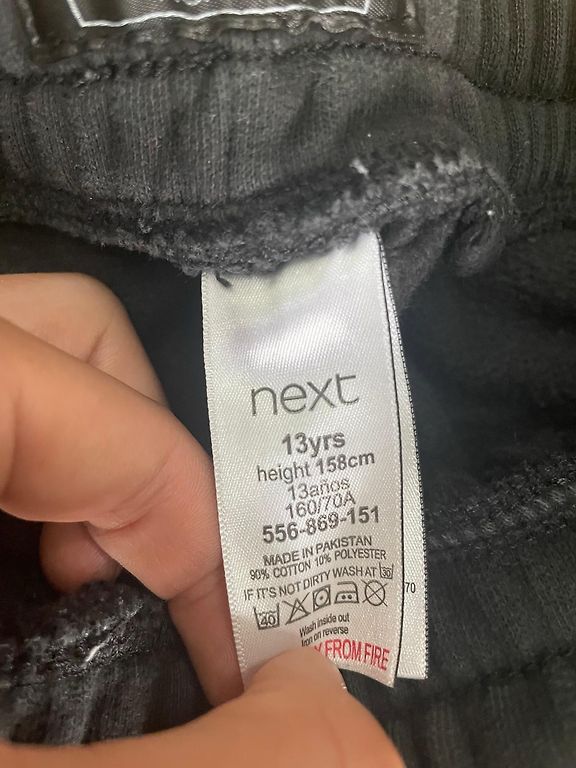 next
13yrs
height 158cm
13años
160/70A
556-869-151
MADE IN PAKISTAN
90% COTTON 10% POLYESTER
IF IT'S NOT DIRTY WASH AT 30
40
Wash inside out
Iron on reverse
FROM FIRE
70